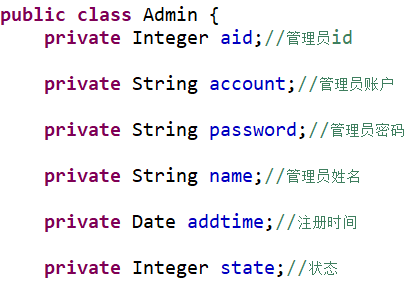 public class Admin {
private Integer aid;//管理员id
private String account;//管理员账户
private String password;//管理员密码
private String name;//管理员姓名
private Date addtime;//注册时间
private Integer state;//状态